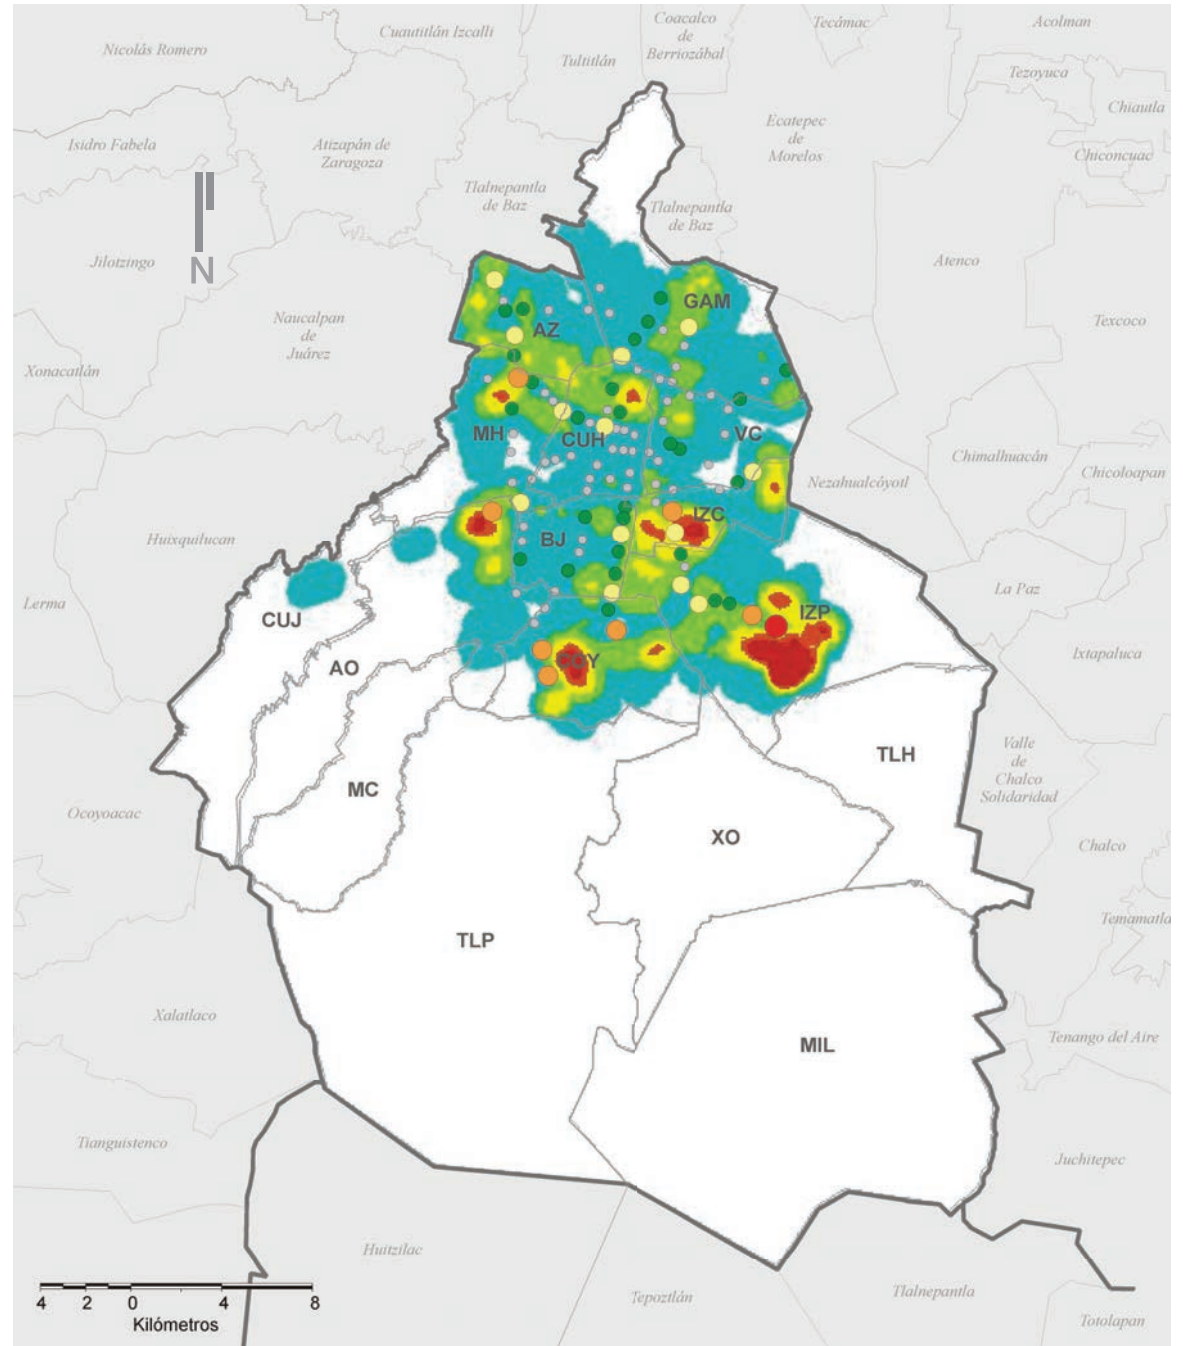 Coacalco
de
Berriozábal
Tecámac
Acolman
Cuautitlán Izcalli
Nicolás Romero
Tultitlán
Tezoyuca
Chiautla
Ecatepec
de
Morelos
Isidro Fabela
Atizapán de
Zaragoza
Chiconcuac
Tlalnepantla
de Baz
Tlalnepantla
de Baz
Jilotzingo
N
Atenco
GAM
Naucalpan
de
Juárez
AZ
Texcoco
Xonacatlán
MH
CUH
VC
Chimalhuacán
Chicoloapan
Nezahualcóyotl
IZC
Huixquilucan
BJ
La Paz
Lerma
CUJ
IZP
Ixtapaluca
AO
COY
TLH
Valle
de
Chalco
Solidaridad
MC
Ocoyoacac
XO
Chalco
Temamatla
TLP
Xalatlaco
MIL
Tenango del Aire
Tianguistenco
Juchitepec
Huitzilac
Tlalnepantla
Tepoztlán
4 2 0 4 8
Kilómetros
Totolapan